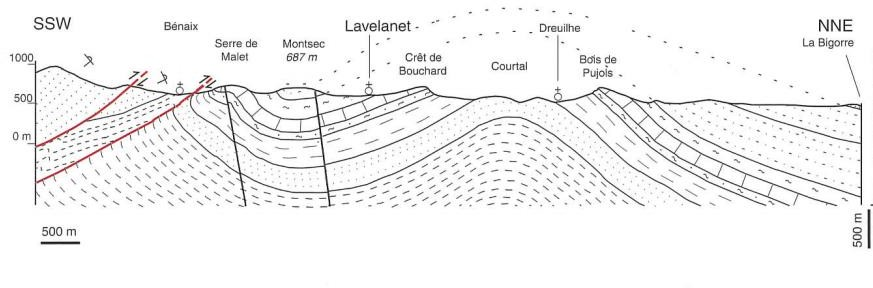 SSW
Bénaix
Serre de
Malet
Montsec
687 m
Lavelanet
Crêt de
Bouchard
Courtal
Dreuilhe
Bois de
Pujols
NNE
La Bigorre
1000
500
0 m
500 m
500 m